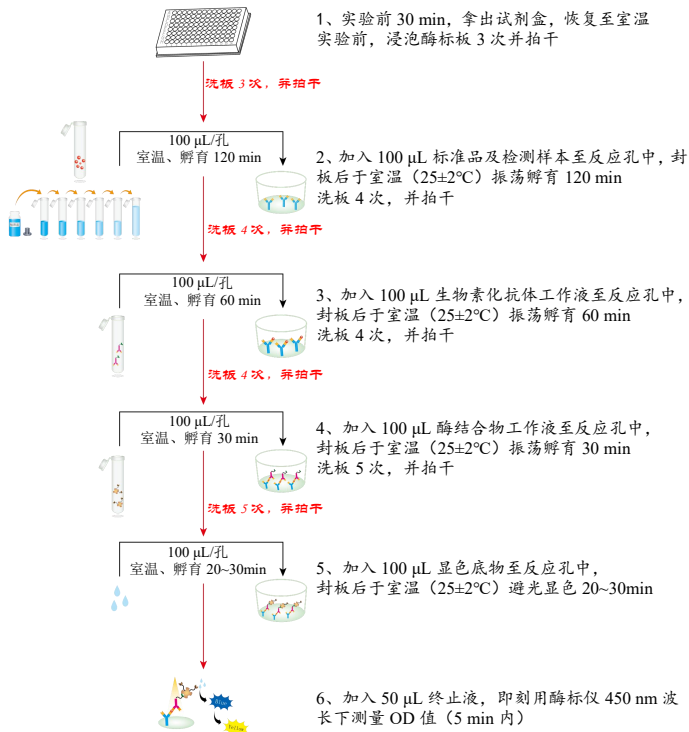 1、实验前 30 min，拿出试剂盒，恢复至室温
实验前，浸泡酶标板 3 次并拍干
洗板 3 次，并拍干
100 μL/孔
室温、孵育 120 min
2、加入 100 μL 标准品及检测样本至反应孔中，封
板后于室温（25±2℃）振荡孵育 120 min
洗板 4 次，并拍干
洗板 4 次，并拍干
100 μL/孔
室温、孵育 60 min
3、加入 100 μL 生物素化抗体工作液至反应孔中，
封板后于室温（25±2℃）振荡孵育 60 min
洗板 4 次，并拍干
洗板 4 次，并拍干
100 μL/孔
室温、孵育 30 min
4、加入 100 μL 酶结合物工作液至反应孔中，
封板后于室温（25±2℃）振荡孵育 30 min
洗板 5 次，并拍干
洗板 5 次，并拍干
100 μL/孔
室温、孵育 20~30min
5、加入 100 μL 显色底物至反应孔中，
封板后于室温（25±2℃）避光显色 20~30min
Blue
Yellow
6、加入 50 μL 终止液，即刻用酶标仪 450 nm 波
长下测量 OD 值（5 min 内）